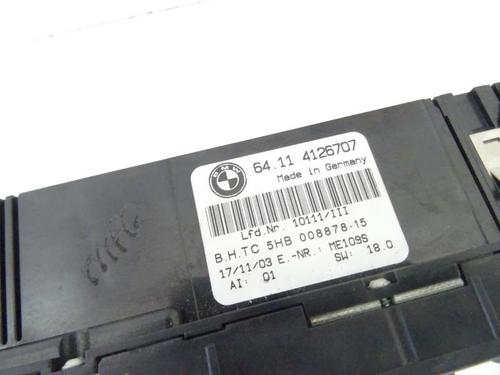 BMW
64.11 4126707
Made in Germany
Lfd.Nr. 10111/III
B.H.TC 5HB 008878-15
17/11/03 E.-NR.: ME109S
AI: 01 SW: 18.0